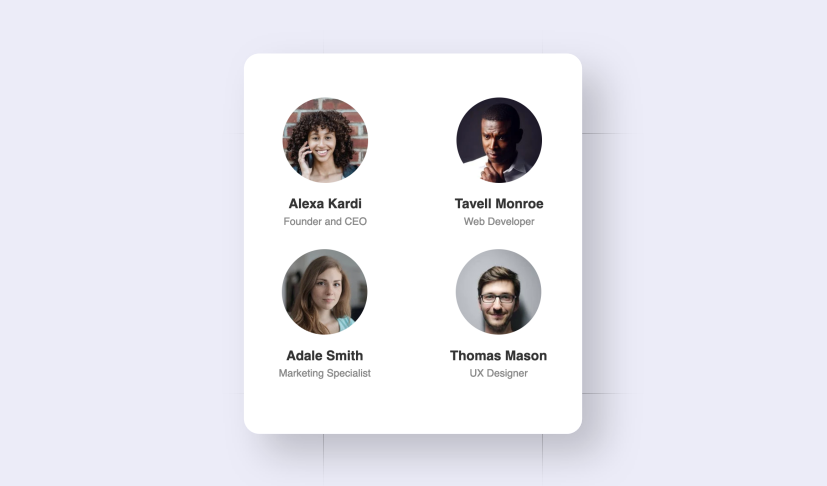 Alexa Kardi
Founder and CEO
Tavell Monroe
Web Developer
Adale Smith
Marketing Specialist
Thomas Mason
UX Designer